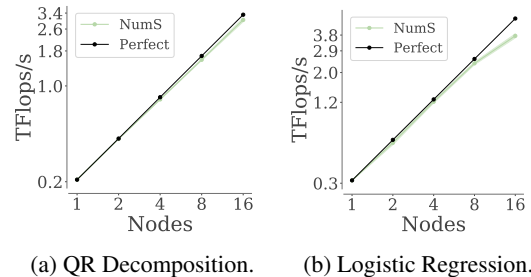 3.4
2.6
1.8
1.0
0.2
TFlops/s
NumS
Perfect
1 2 4 8 16
Nodes
(a) QR Decomposition.
3.8
2.9
2.0
1.2
0.3
TFlops/s
NumS
Perfect
1 2 4 8 16
Nodes
(b) Logistic Regression.